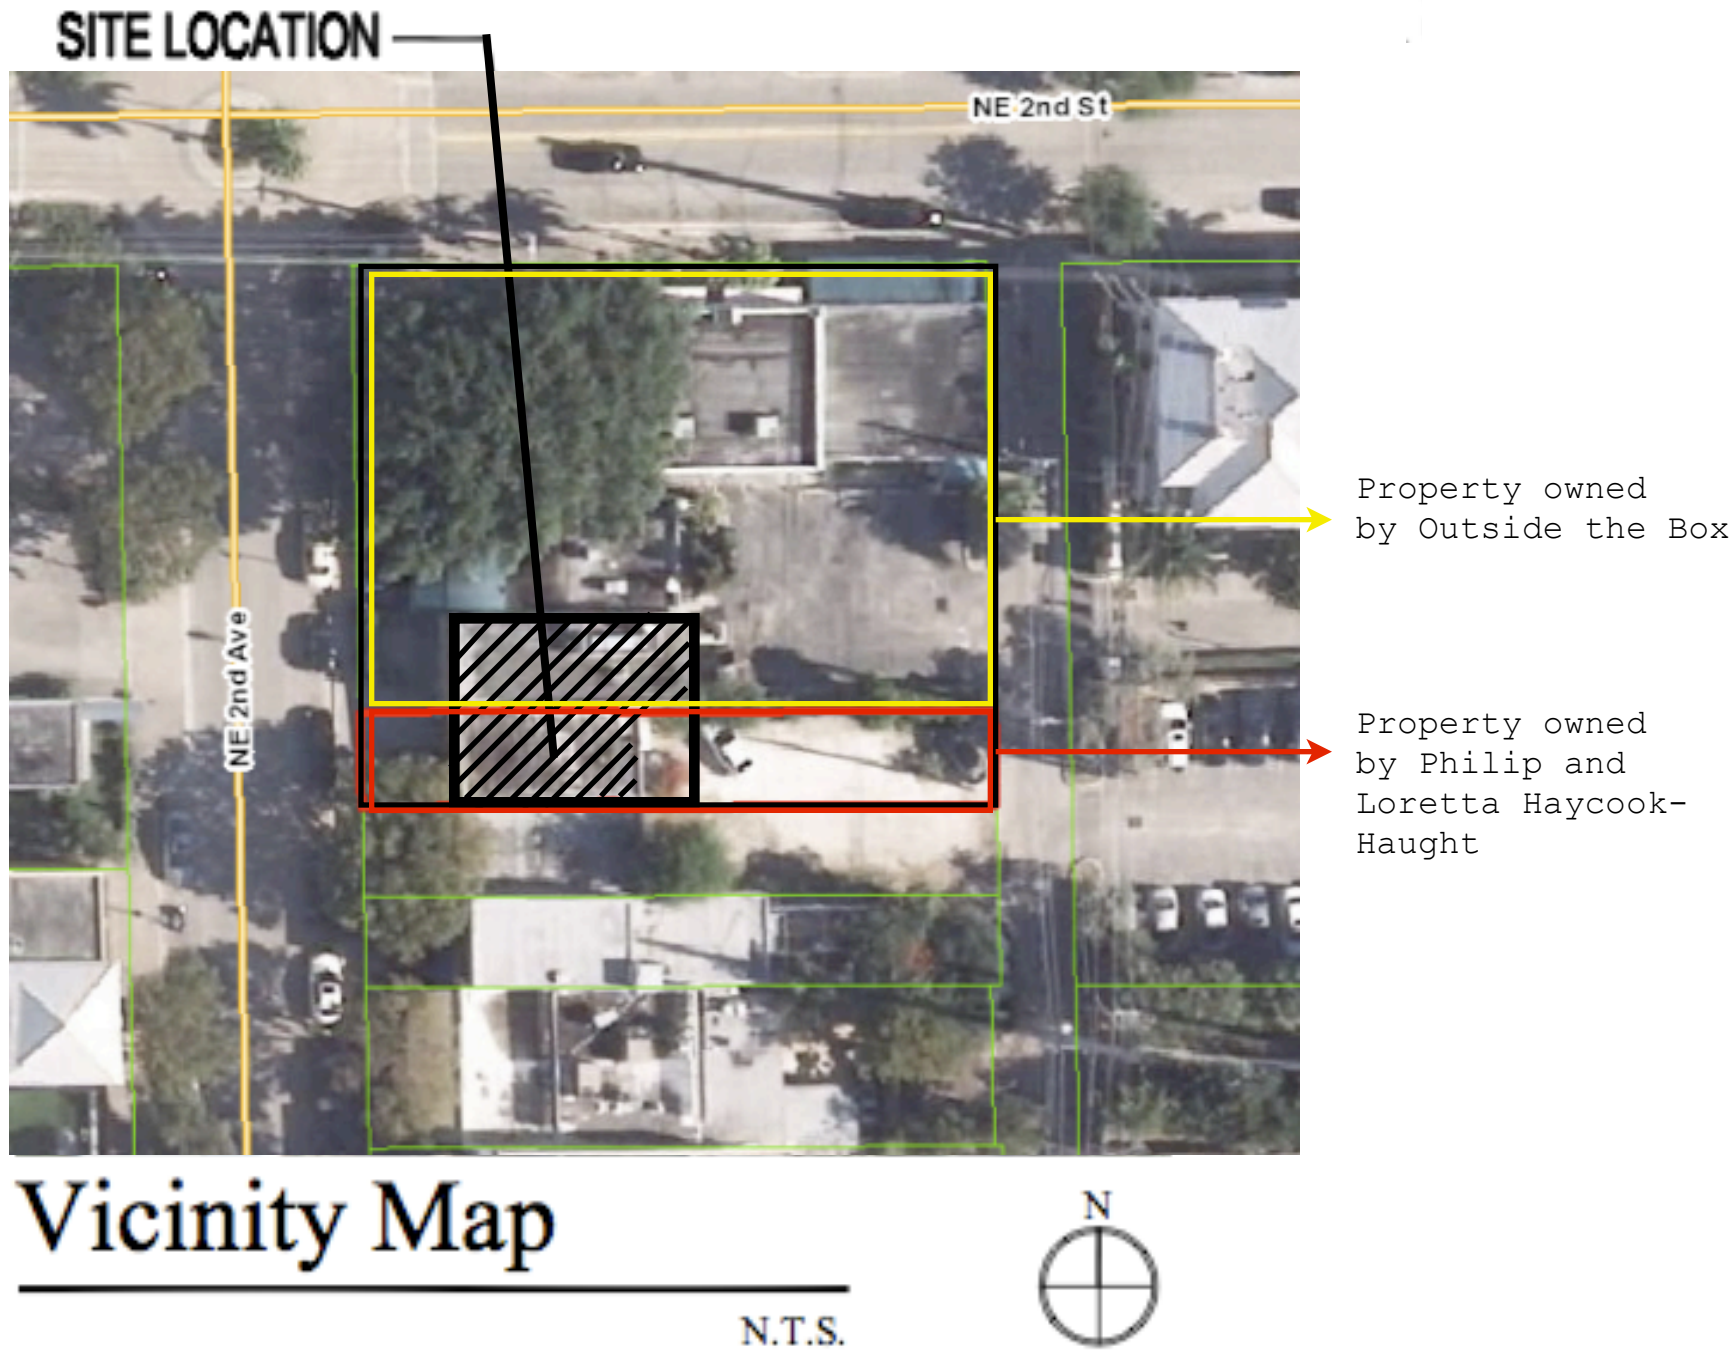 SITE LOCATION
NE 2nd St
NE 2nd Ave
Property owned
by Outside the Box
Property owned
by Philip and
Loretta Haycook-
Haught
Vicinity Map
N
N.T.S.